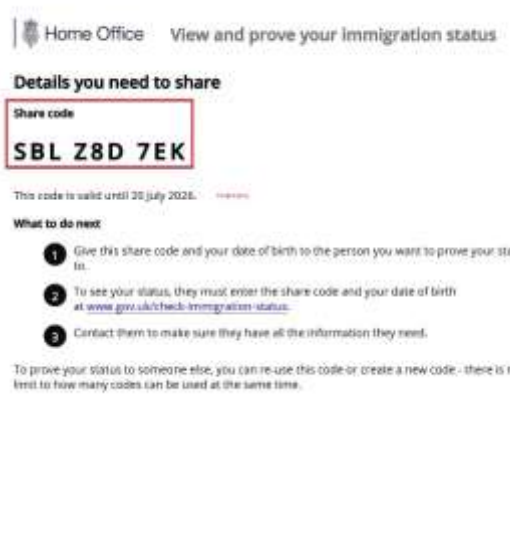 Home Office View and prove your immigration status
Details you need to share
Share code
SBL Z8D 7EK
This code is valid until 20 July 2026.
What to do next
1 Give this share code and your date of birth to the person you want to prove your sta
to.
2 To see your status, they must enter the share code and your date of birth
at www.gov.uk/check-immigration-status.
3 Contact them to make sure they have all the information they need.
To prove your status to someone else, you can re-use this code or create a new code - there is n
limit to how many codes can be used at the same time.